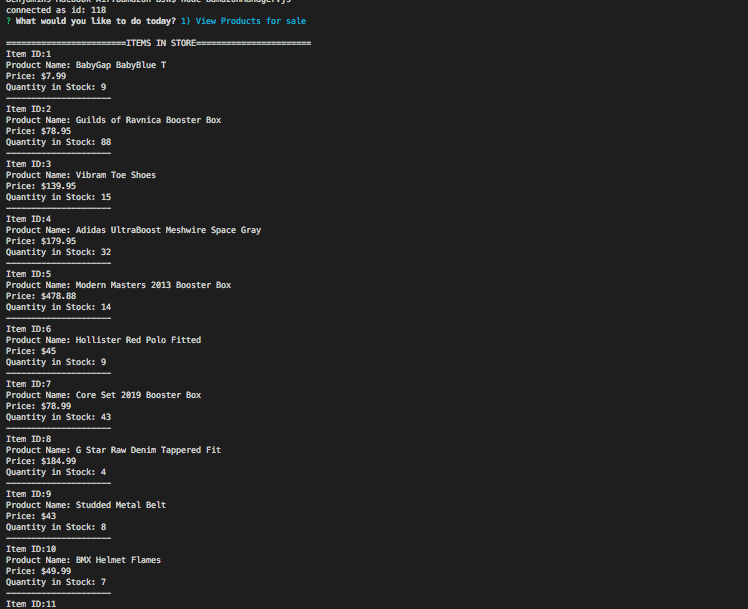 connected as id: 118
? What would you like to do today? 1) View Products for sale
========================ITEMS IN STORE=======================
Item ID:1
Product Name: BabyGap BabyBlue T
Price: $7.99
Quantity in Stock: 9
---------------------
Item ID:2
Product Name: Guilds of Ravnica Booster Box
Price: $78.95
Quantity in Stock: 88
---------------------
Item ID:3
Product Name: Vibram Toe Shoes
Price: $139.95
Quantity in Stock: 15
---------------------
Item ID:4
Product Name: Adidas UltraBoost Meshwire Space Gray
Price: $179.95
Quantity in Stock: 32
---------------------
Item ID:5
Product Name: Modern Masters 2013 Booster Box
Price: $478.88
Quantity in Stock: 14
---------------------
Item ID:6
Product Name: Hollister Red Polo Fitted
Price: $45
Quantity in Stock: 9
---------------------
Item ID:7
Product Name: Core Set 2019 Booster Box
Price: $78.99
Quantity in Stock: 43
---------------------
Item ID:8
Product Name: G Star Raw Denim Tappered Fit
Price: $184.99
Quantity in Stock: 4
---------------------
Item ID:9
Product Name: Studded Metal Belt
Price: $43
Quantity in Stock: 8
---------------------
Item ID:10
Product Name: BMX Helmet Flames
Price: $49.99
Quantity in Stock: 7
---------------------
Item ID:11